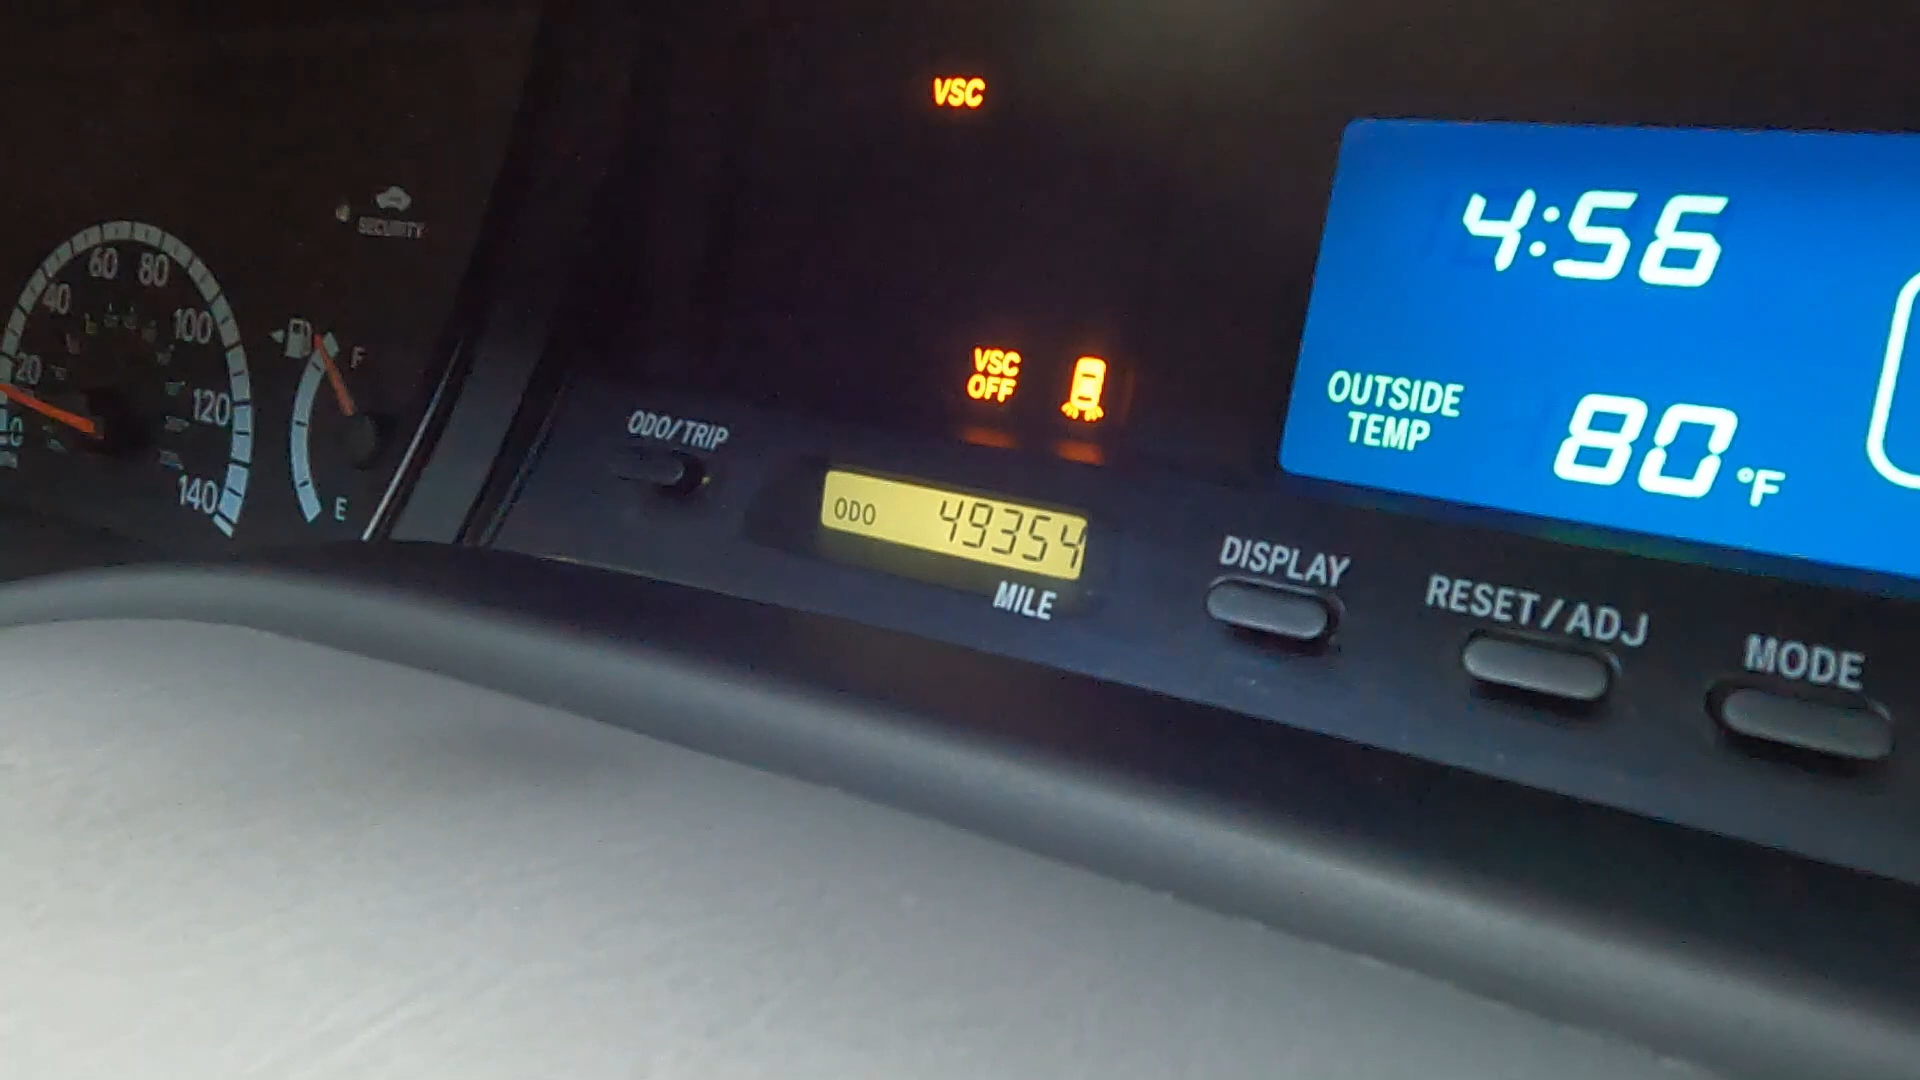 VSC
4:56
SECURITY
60 80
40
100
20
120
140
F
E
VSC
OFF
OUTSIDE
TEMP
80°F
ODO/TRIP
ODO 49354
MILE
DISPLAY
RESET/ADJ
MODE